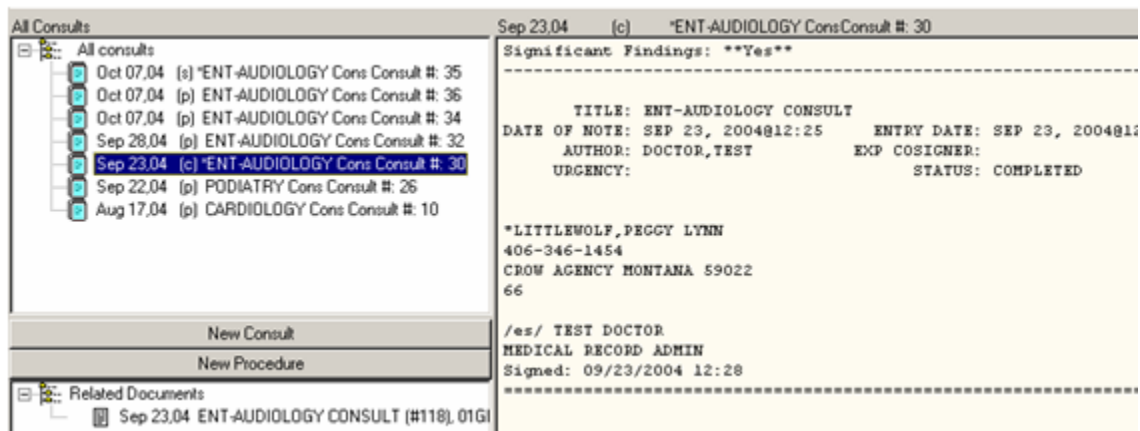 All Consults
All consults
Oct 07,04 (s) *ENT-AUDIOLOGY Cons Consult #: 35
Oct 07,04 (p) ENT-AUDIOLOGY Cons Consult #: 36
Oct 07,04 (p) ENT-AUDIOLOGY Cons Consult #: 34
Sep 28,04 (p) ENT-AUDIOLOGY Cons Consult #: 32
Sep 23,04 (c) *ENT-AUDIOLOGY Cons Consult #: 30
Sep 22,04 (p) PODIATRY Cons Consult #: 26
Aug 17,04 (p) CARDIOLOGY Cons Consult #: 10
New Consult
New Procedure
Related Documents
Sep 23,04 ENT-AUDIOLOGY CONSULT (#118), 01GI
Sep 23,04 (c) *ENT-AUDIOLOGY ConsConsult #: 30
Significant Findings: **Yes**
TITLE: ENT-AUDIOLOGY CONSULT
DATE OF NOTE: SEP 23, 2004@12:25 ENTRY DATE: SEP 23, 2004@12
AUTHOR: DOCTOR,TEST EXP COSIGNER:
URGENCY: STATUS: COMPLETED
*LITTLEWOLF,PEGGY LYNN
406-346-1454
CROW AGENCY MONTANA 59022
66
/es/ TEST DOCTOR
MEDICAL RECORD ADMIN
Signed: 09/23/2004 12:28